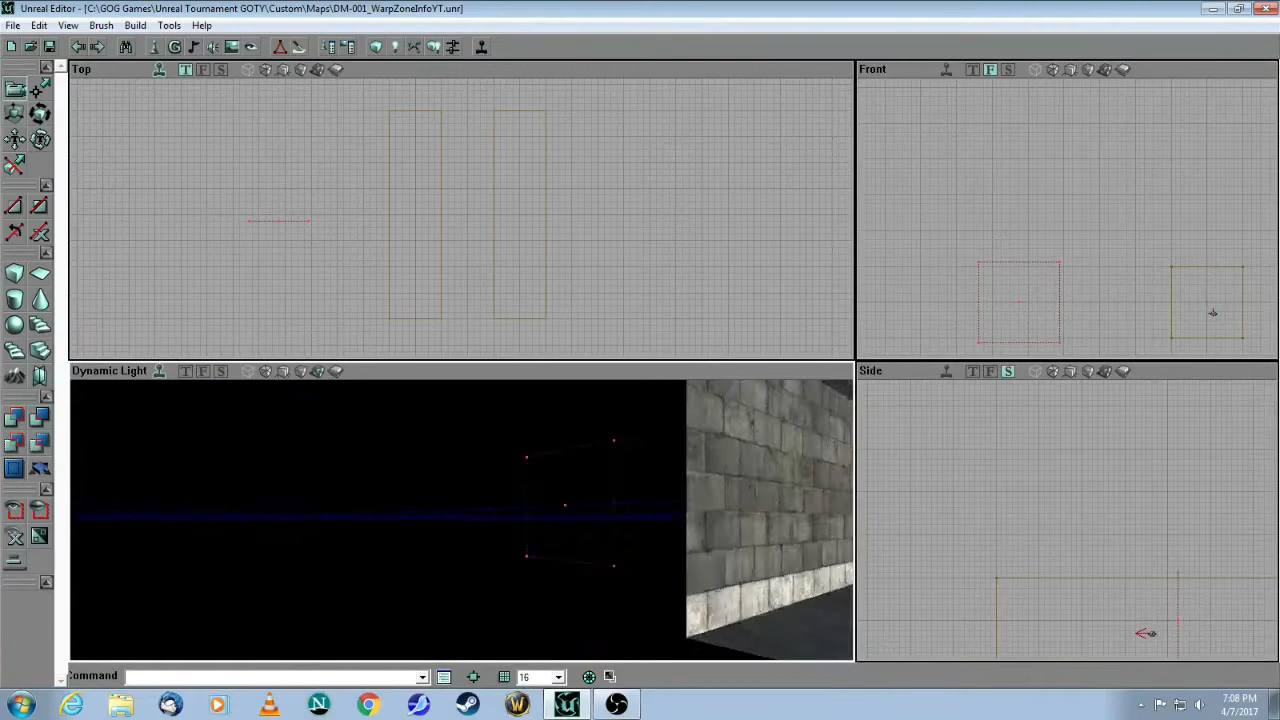 Unreal Editor - [C:\GOG Games\Unreal Tournament GOTY\Custom\Maps\DM-001_WarpZoneInfoYT.unr]
File Edit View Brush Build Tools Help
Top T F S
Front T F S
Dynamic Light T F S
Side T F S
Command 16
7:08 PM
4/7/2017